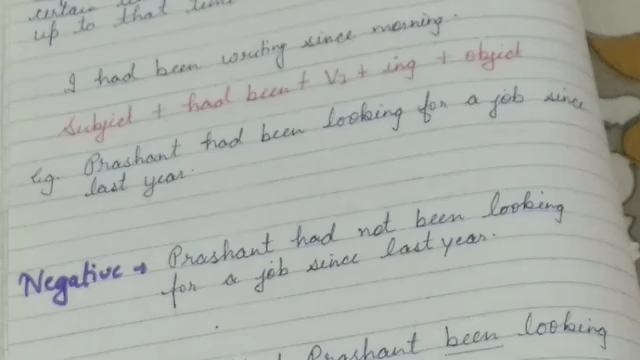 certain
up to that time
I had been writing since morning.
Subject + had been + V1 + ing + object
Eg. Prashant had been looking for a job since
last year.
Negative → Prashant had not been looking
for a job since last year.
Prashant been looking